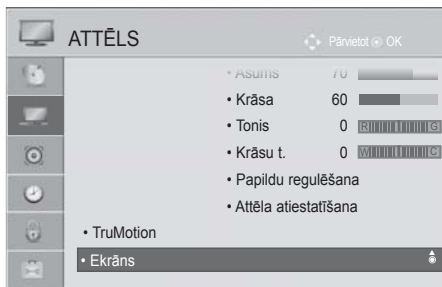 ATTĒLS
Pārvietot OK
• Asums 70
• Krāsa 60
• Tonis 0 R G
• Krāsu t. 0 W C
• Papildu regulēšana
• Attēla atiestatīšana
• TruMotion
• Ekrāns